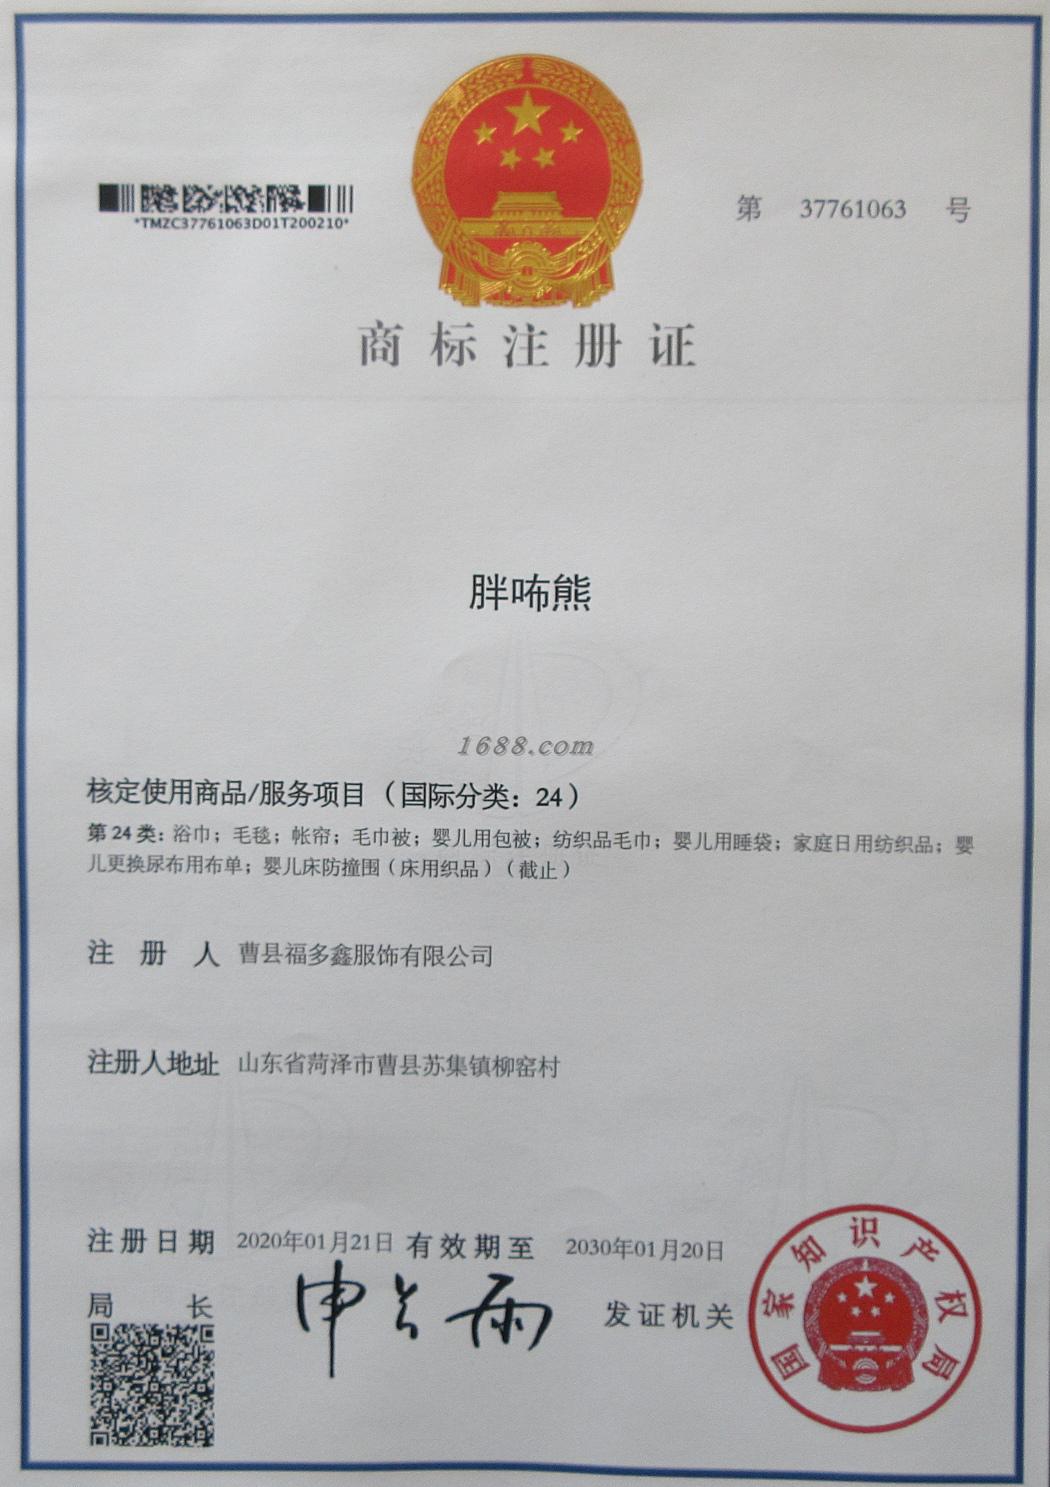 *TMZC37761063D01T200210*
第 37761063 号
商标注册证
胖咘熊
1688.com
核定使用商品/服务项目（国际分类：24）
第 24 类：浴巾；毛毯；帐帘；毛巾被；婴儿用包被；纺织品毛巾；婴儿用睡袋；家庭日用纺织品；婴
儿更换尿布用布单；婴儿床防撞围（床用织品）（截止）
注册人 曹县福多鑫服饰有限公司
注册人地址 山东省菏泽市曹县苏集镇柳窑村
注册日期 2020年01月21日 有效期至 2030年01月20日
局长 申长雨 发证机关
国家知识产权局